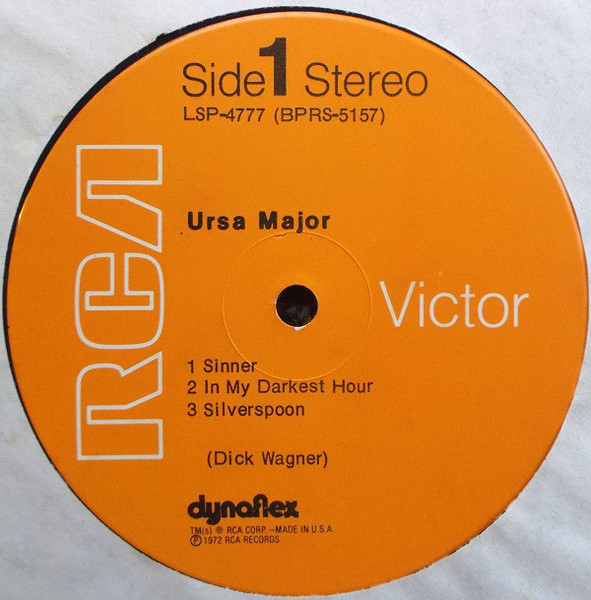 Side 1 Stereo
LSP-4777 (BPRS-5157)
RCA
Ursa Major
Victor
1 Sinner
2 In My Darkest Hour
3 Silverspoon
(Dick Wagner)
dynaflex
TM(s) ® RCA CORP.–MADE IN U.S.A.
℗ 1972 RCA RECORDS